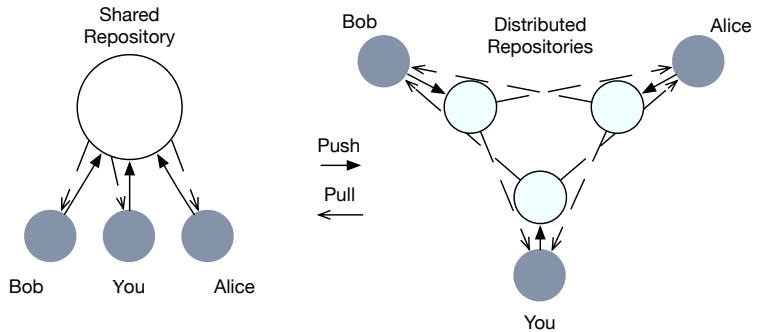 Shared
Repository
Bob
You
Alice
Push
Pull
Bob
Distributed
Repositories
Alice
You